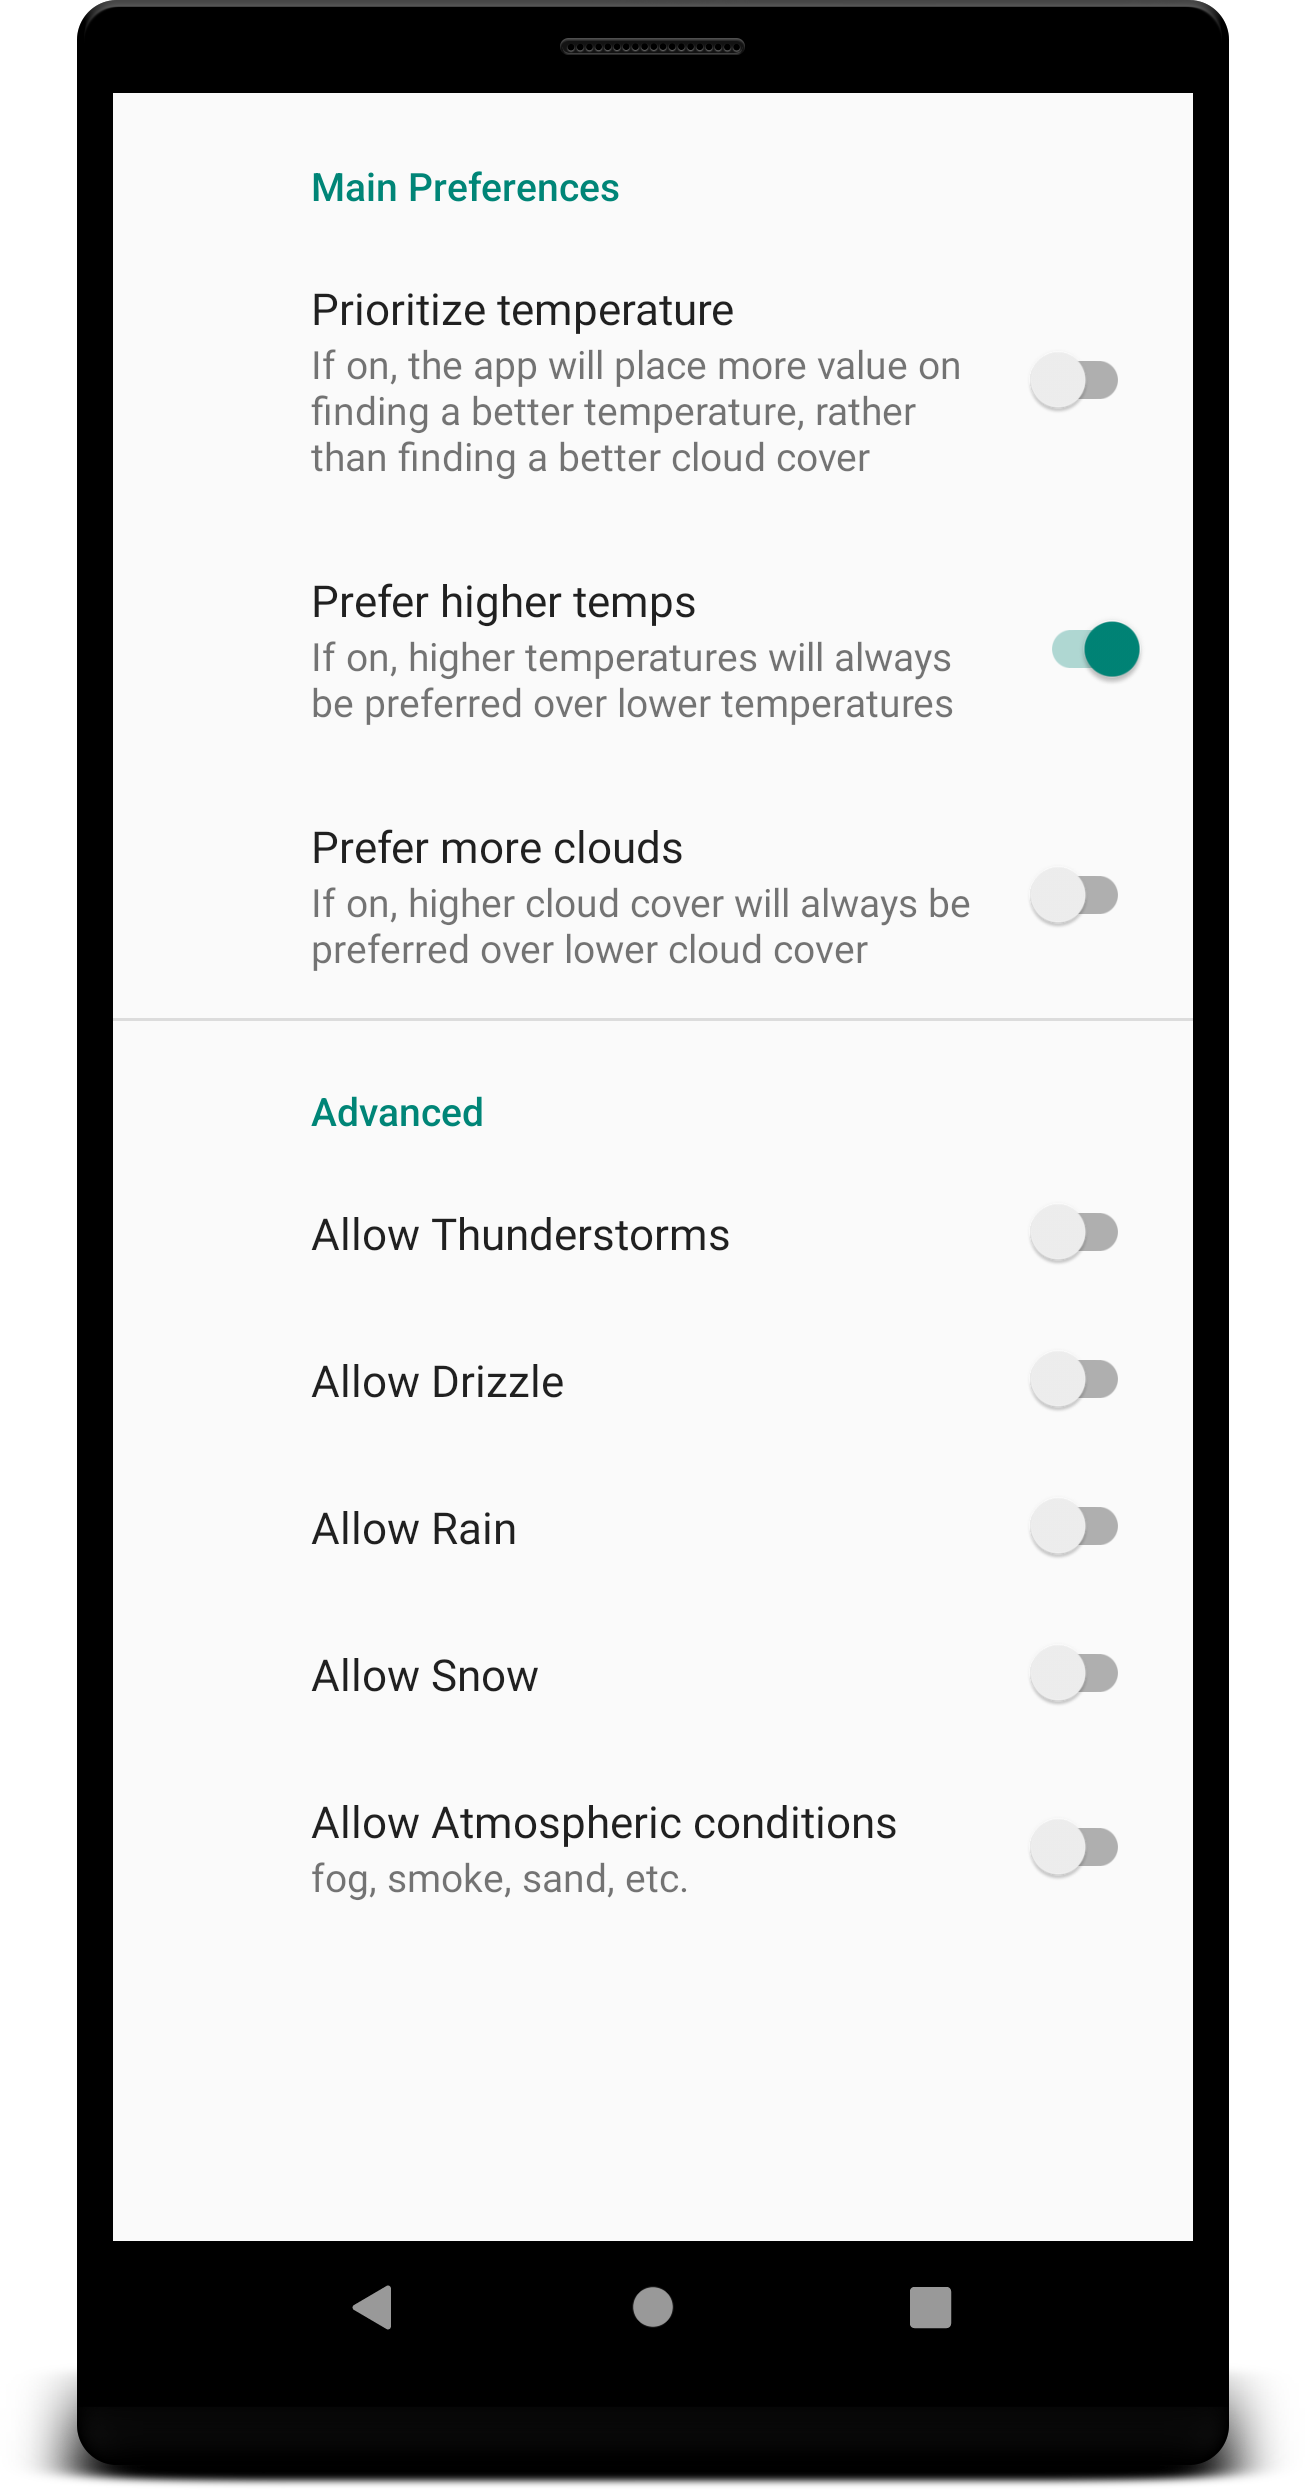 Main Preferences
Prioritize temperature
If on, the app will place more value on
finding a better temperature, rather
than finding a better cloud cover
Prefer higher temps
If on, higher temperatures will always
be preferred over lower temperatures
Prefer more clouds
If on, higher cloud cover will always be
preferred over lower cloud cover
Advanced
Allow Thunderstorms
Allow Drizzle
Allow Rain
Allow Snow
Allow Atmospheric conditions
fog, smoke, sand, etc.